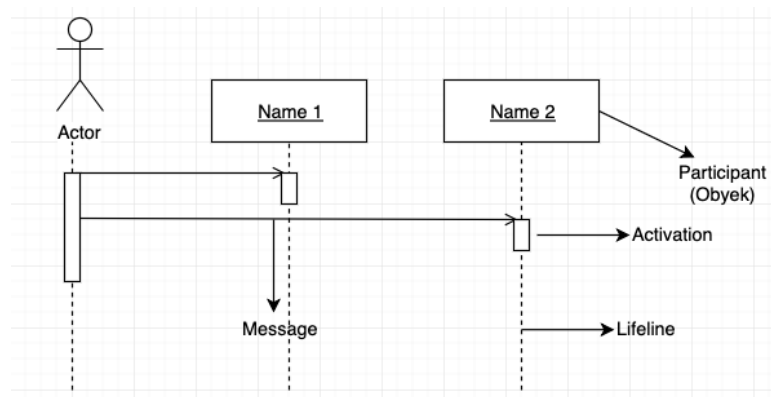 Name 1
Name 2
Actor
Participant
(Obyek)
Activation
Message
Lifeline